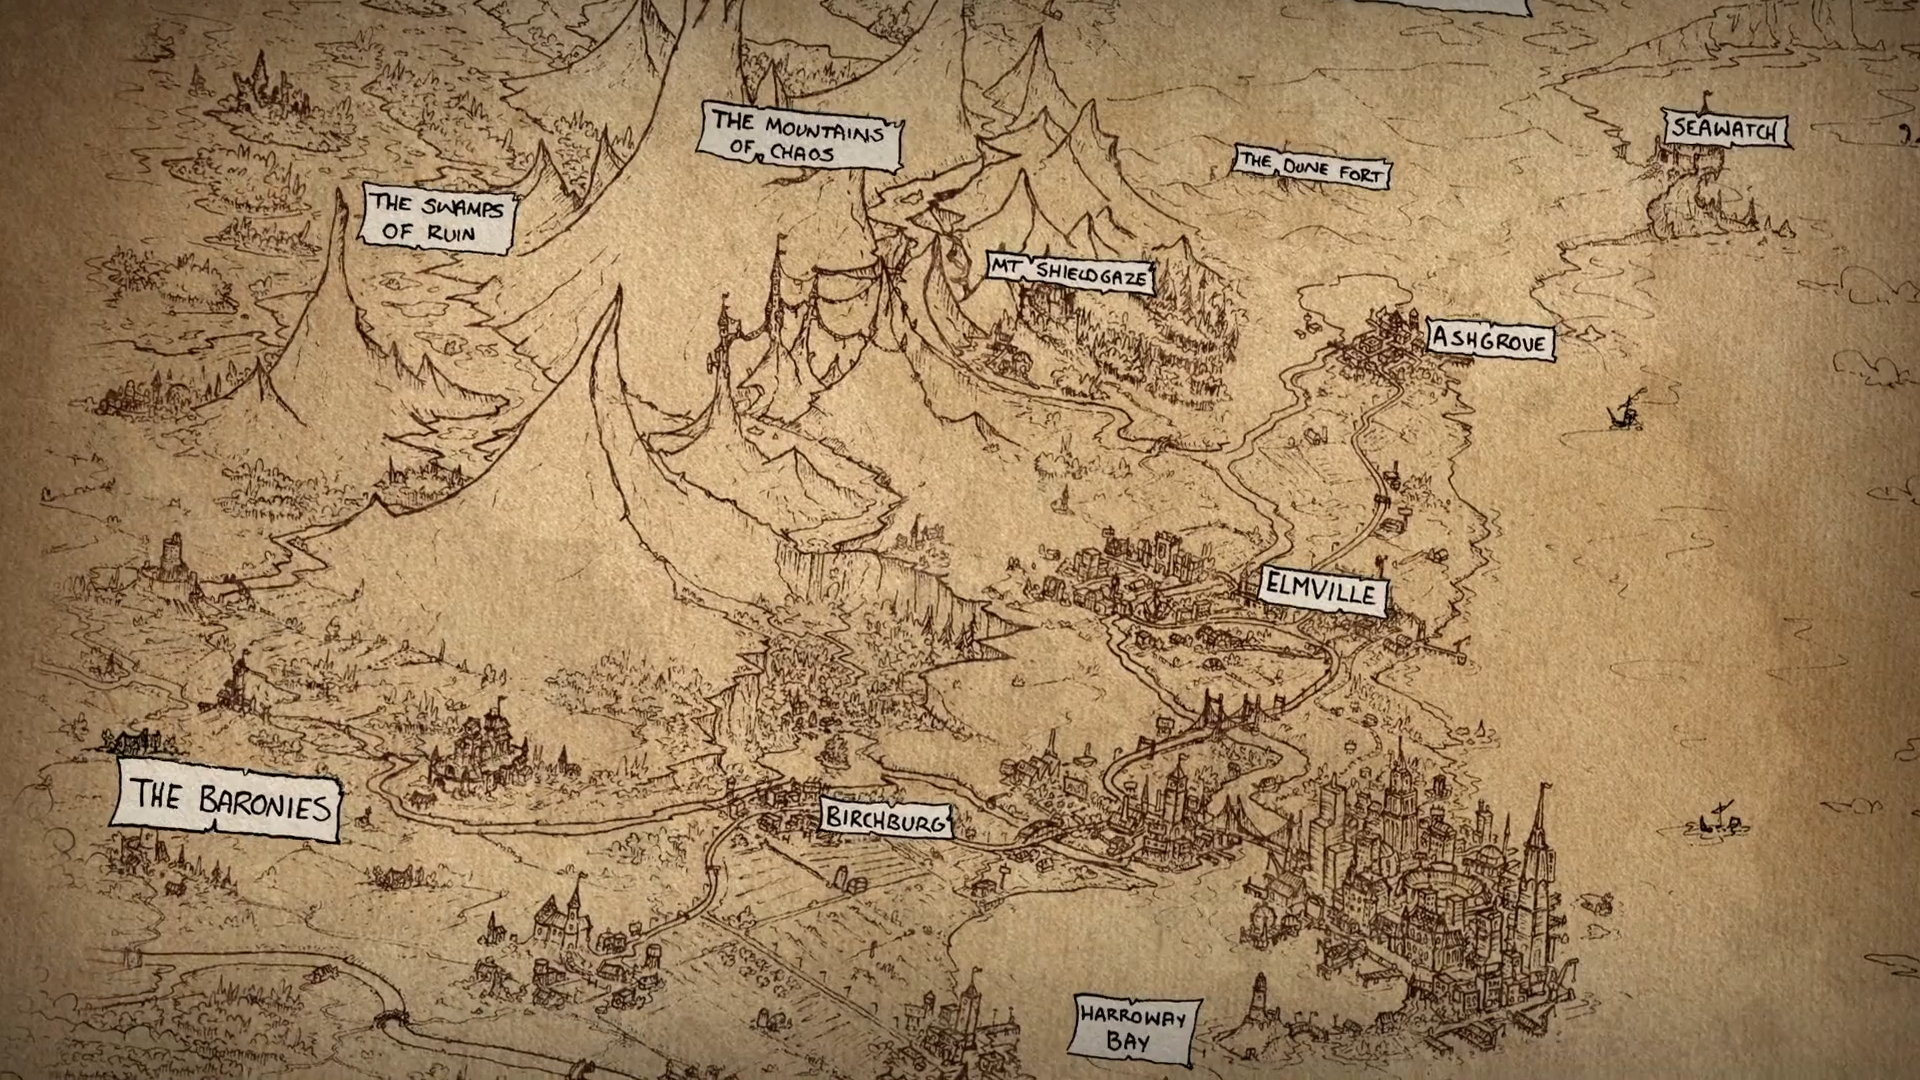 THE MOUNTAINS
OF CHAOS
SEAWATCH
THE DUNE FORT
THE SWAMPS
OF RUIN
MT SHIELDGAZE
ASHGROVE
ELMVILLE
THE BARONIES
BIRCHBURG
HARROWAY
BAY